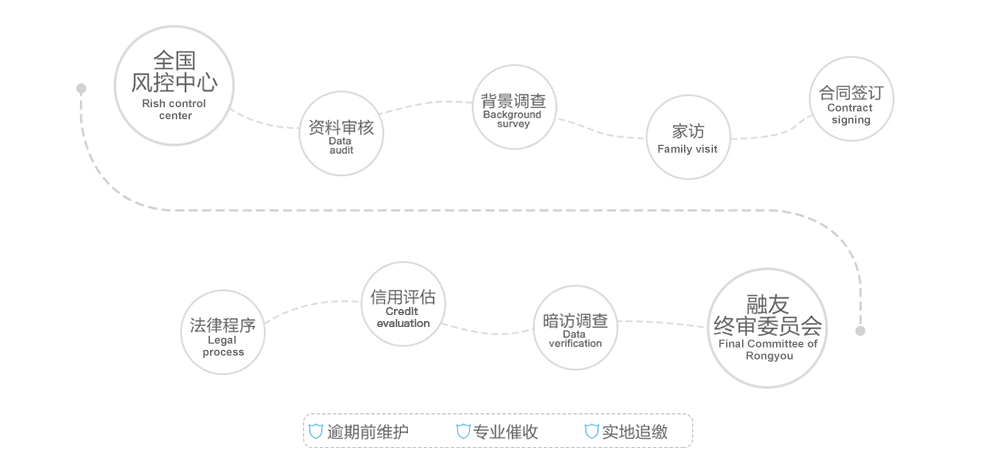 全国
风控中心
Rish control
center
资料审核
Data
audit
背景调查
Background
survey
家访
Family visit
合同签订
Contract
signing
法律程序
Legal
process
信用评估
Credit
evaluation
暗访调查
Data
verification
融友
终审委员会
Final Committee of
Rongyou
逾期前维护
专业催收
实地追缴